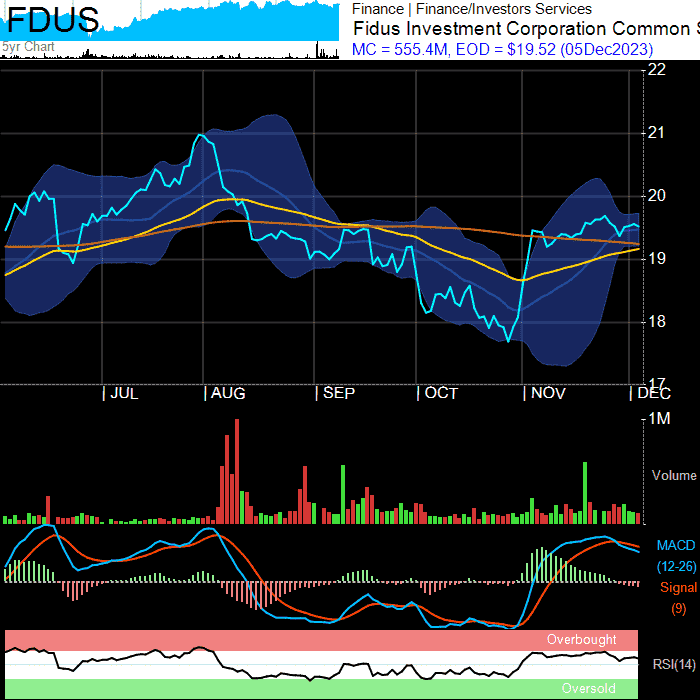 FDUS
5yr Chart
Finance | Finance/Investors Services
Fidus Investment Corporation Common S
MC = 555.4M, EOD = $19.52 (05Dec2023)
22
21
20
19
18
17
| JUL | AUG | SEP | OCT | NOV | DEC
1M
Volume
MACD
(12-26)
Signal
(9)
Overbought
RSI(14)
Oversold